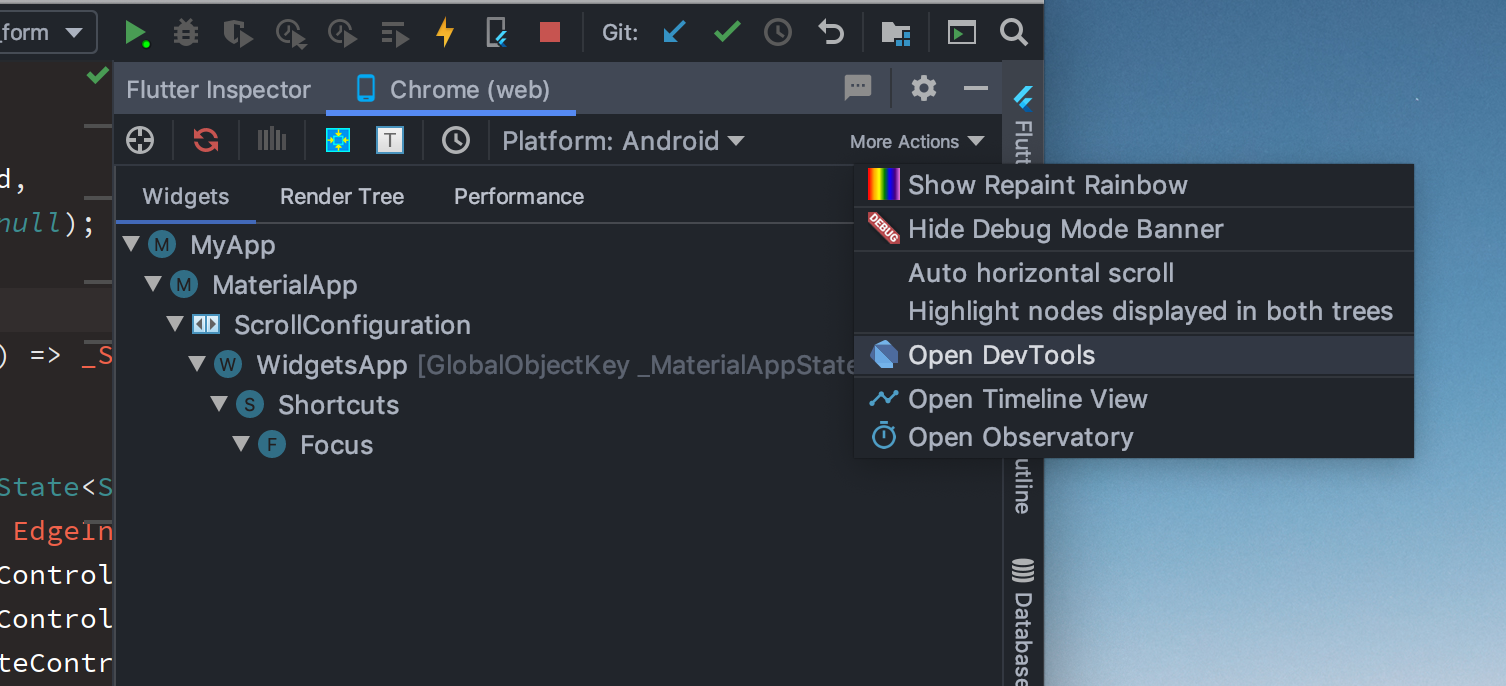 _form
Git:
Flutter Inspector
Chrome (web)
T
Platform: Android
More Actions
Widgets
Render Tree
Performance
M MyApp
M MaterialApp
ScrollConfiguration
W WidgetsApp [GlobalObjectKey _MaterialAppState
S Shortcuts
F Focus
Show Repaint Rainbow
DEBUG Hide Debug Mode Banner
Auto horizontal scroll
Highlight nodes displayed in both trees
Open DevTools
Open Timeline View
Open Observatory
d,
null);
) => _S
State<S
EdgeIn
Control
Control
teContr
Flutt
utline
Database